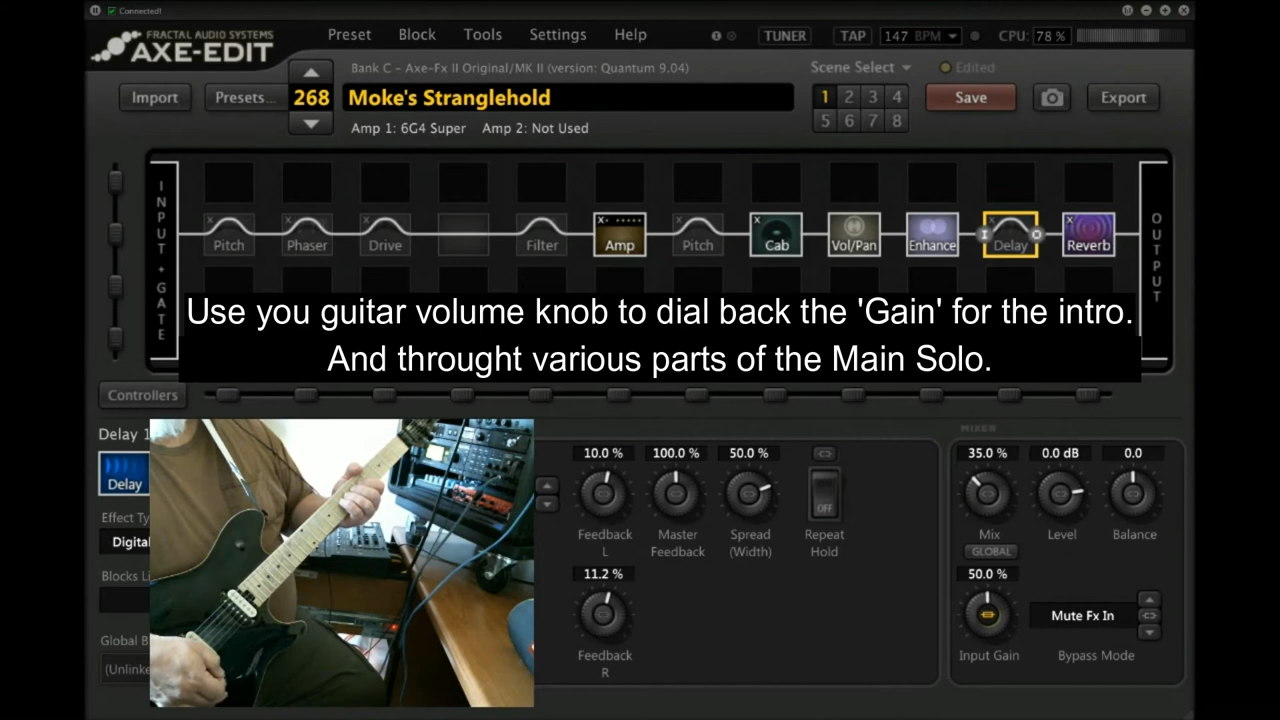 Connected!
FRACTAL AUDIO SYSTEMS
AXE-EDIT
Preset Block Tools Settings Help
TUNER TAP 147 BPM CPU: 78 %
Bank C - Axe-Fx II Original/MK II (version: Quantum 9.04)
Scene Select Edited
Import Presets... 268 Moke's Stranglehold
1 2 3 4
Save Export
5 6 7 8
Amp 1: 6G4 Super Amp 2: Not Used
INPUT + GATE
Pitch Phaser Drive Filter Amp Pitch Cab Vol/Pan Enhance Delay Reverb
OUTPUT
Use you guitar volume knob to dial back the 'Gain' for the intro.
And throught various parts of the Main Solo.
Controllers
Delay 1
Delay
Effect Ty
Digital
Blocks Li
Global B
(Unlinke
10.0 % 100.0 % 50.0 %
OFF
Feedback L
Master Feedback
Spread (Width)
Repeat Hold
11.2 %
Feedback R
MIXER
35.0 % 0.0 dB 0.0
Mix Level Balance
GLOBAL
50.0 %
Mute Fx In
Input Gain Bypass Mode